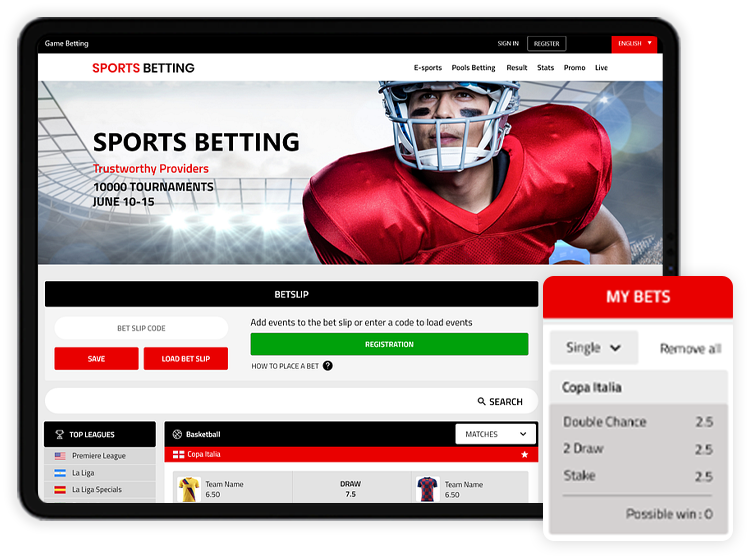 Game Betting
SIGN IN
REGISTER
ENGLISH
SPORTS BETTING
E-sports
Pools Betting
Result
Stats
Promo
Live
SPORTS BETTING
Trustworthy Providers
10000 TOURNAMENTS
JUNE 10-15
BETSLIP
BET SLIP CODE
SAVE
LOAD BET SLIP
Add events to the bet slip or enter a code to load events
REGISTRATION
HOW TO PLACE A BET ?
SEARCH
TOP LEAGUES
Premiere League
La Liga
La Liga Specials
Basketball
MATCHES
Copa Italia
Team Name
6.50
DRAW
7.5
Team Name
6.50
MY BETS
Single
Remove all
Copa Italia
Double Chance 2.5
2 Draw 2.5
Stake 2.5
Possible win : 0